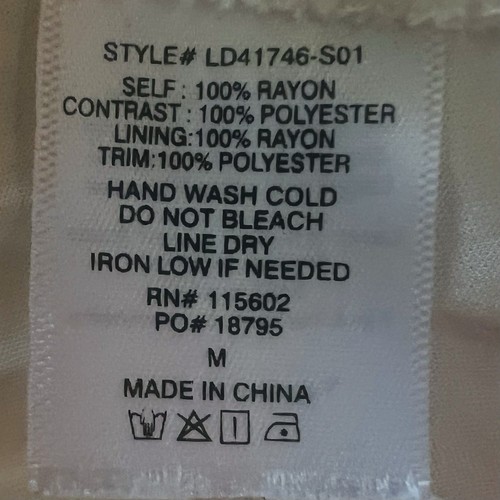 STYLE# LD41746-S01
SELF: 100% RAYON
CONTRAST: 100% POLYESTER
LINING:100% RAYON
TRIM:100% POLYESTER
HAND WASH COLD
DO NOT BLEACH
LINE DRY
IRON LOW IF NEEDED
RN# 115602
PO# 18795
M
MADE IN CHINA